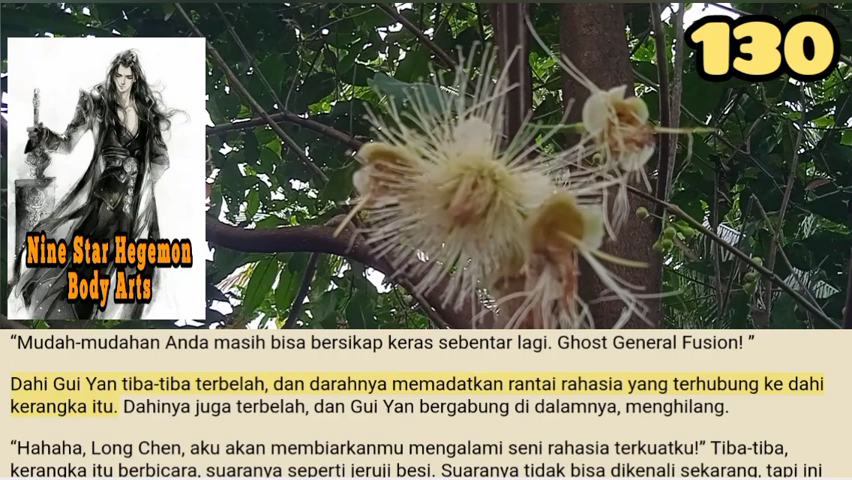 130
Nine Star Hegemon
Body Arts
“Mudah-mudahan Anda masih bisa bersikap keras sebentar lagi. Ghost General Fusion! ”
Dahi Gui Yan tiba-tiba terbelah, dan darahnya memadatkan rantai rahasia yang terhubung ke dahi
kerangka itu. Dahinya juga terbelah, dan Gui Yan bergabung di dalamnya, menghilang.
“Hahaha, Long Chen, aku akan membiarkanmu mengalami seni rahasia terkuatku!” Tiba-tiba,
kerangka itu berbicara, suaranya seperti jeruji besi. Suaranya tidak bisa dikenali sekarang, tapi ini